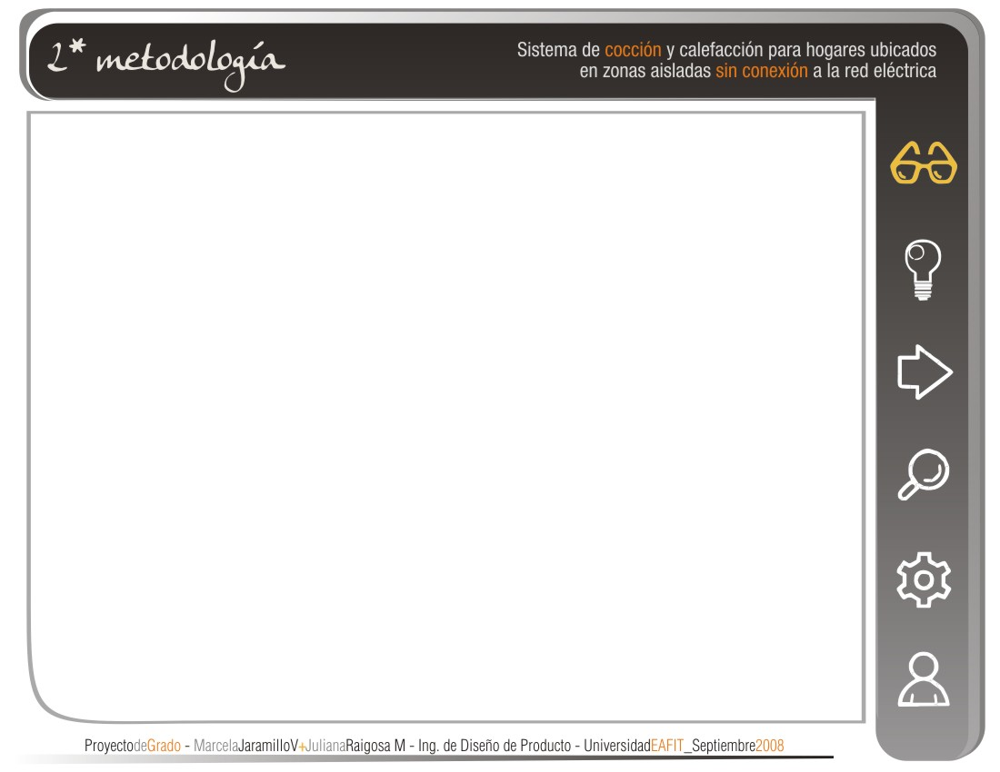 2* metodología
Sistema de cocción y calefacción para hogares ubicados
en zonas aisladas sin conexión a la red eléctrica
ProyectodeGrado - MarcelaJaramilloV+JulianaRaigosa M - Ing. de Diseño de Producto - UniversidadEAFIT_Septiembre2008